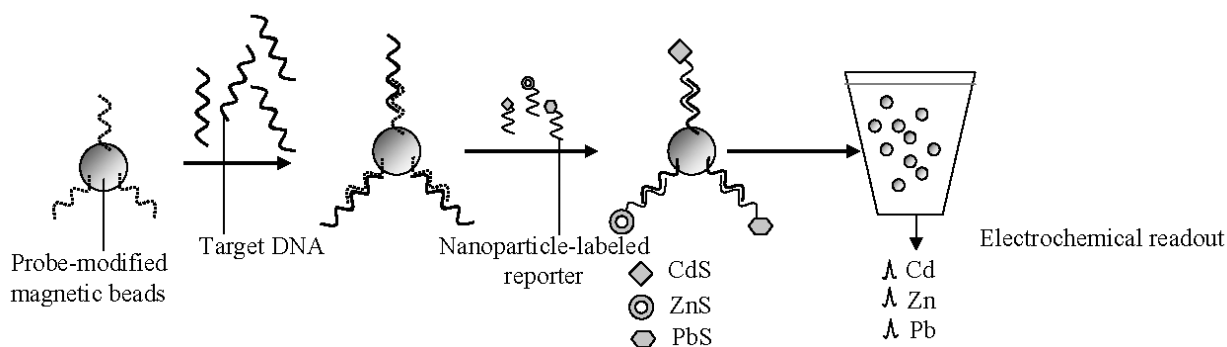 Probe-modified
magnetic beads
Target DNA
Nanoparticle-labeled
reporter
CdS
ZnS
PbS
Electrochemical readout
Cd
Zn
Pb